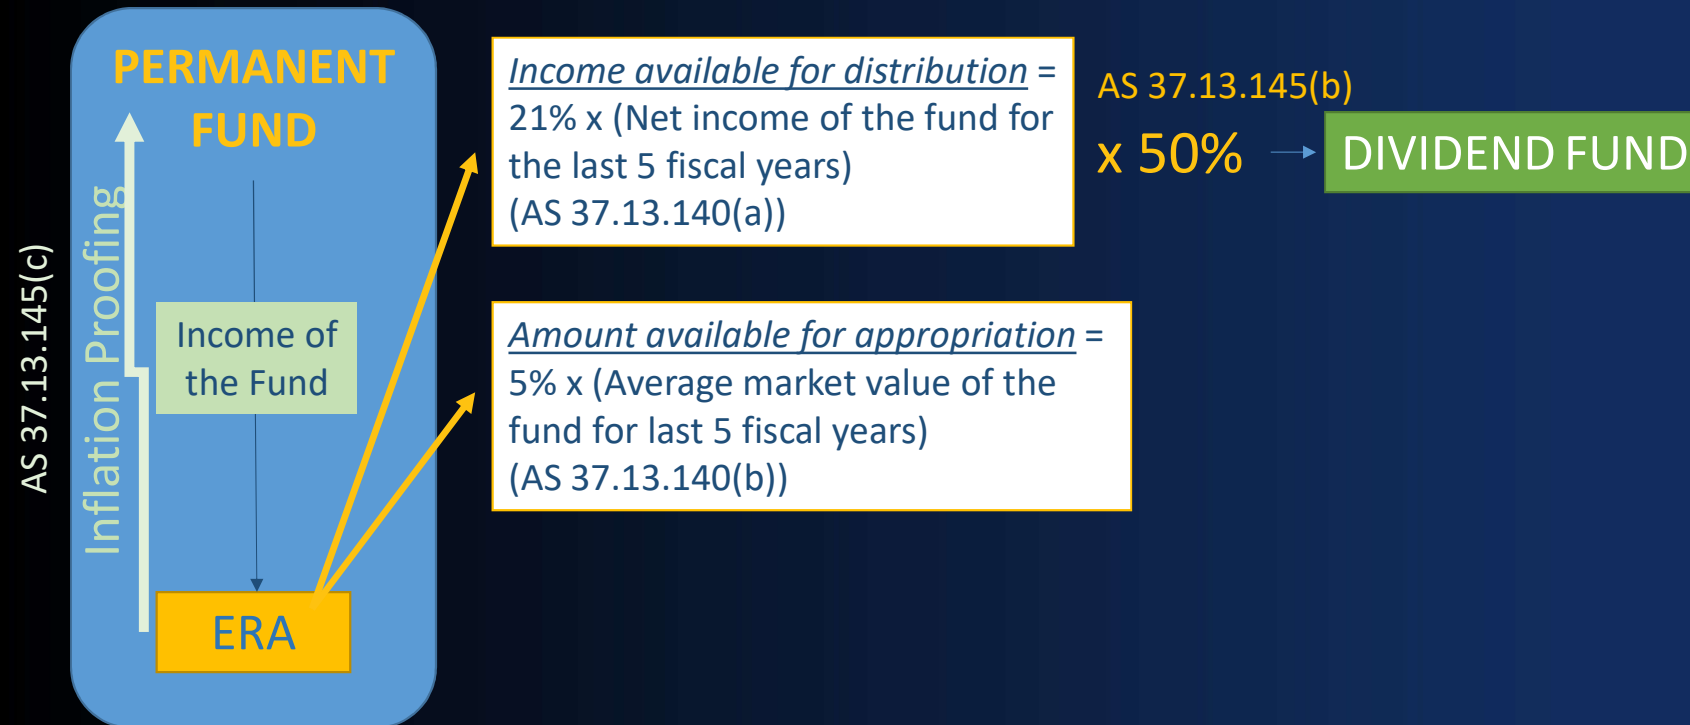 PERMANENT
FUND
AS 37.13.145(c)
Inflation Proofing
Income of
the Fund
ERA
Income available for distribution =
21% x (Net income of the fund for
the last 5 fiscal years)
(AS 37.13.140(a))
AS 37.13.145(b)
x 50%
DIVIDEND FUND
Amount available for appropriation =
5% x (Average market value of the
fund for last 5 fiscal years)
(AS 37.13.140(b))